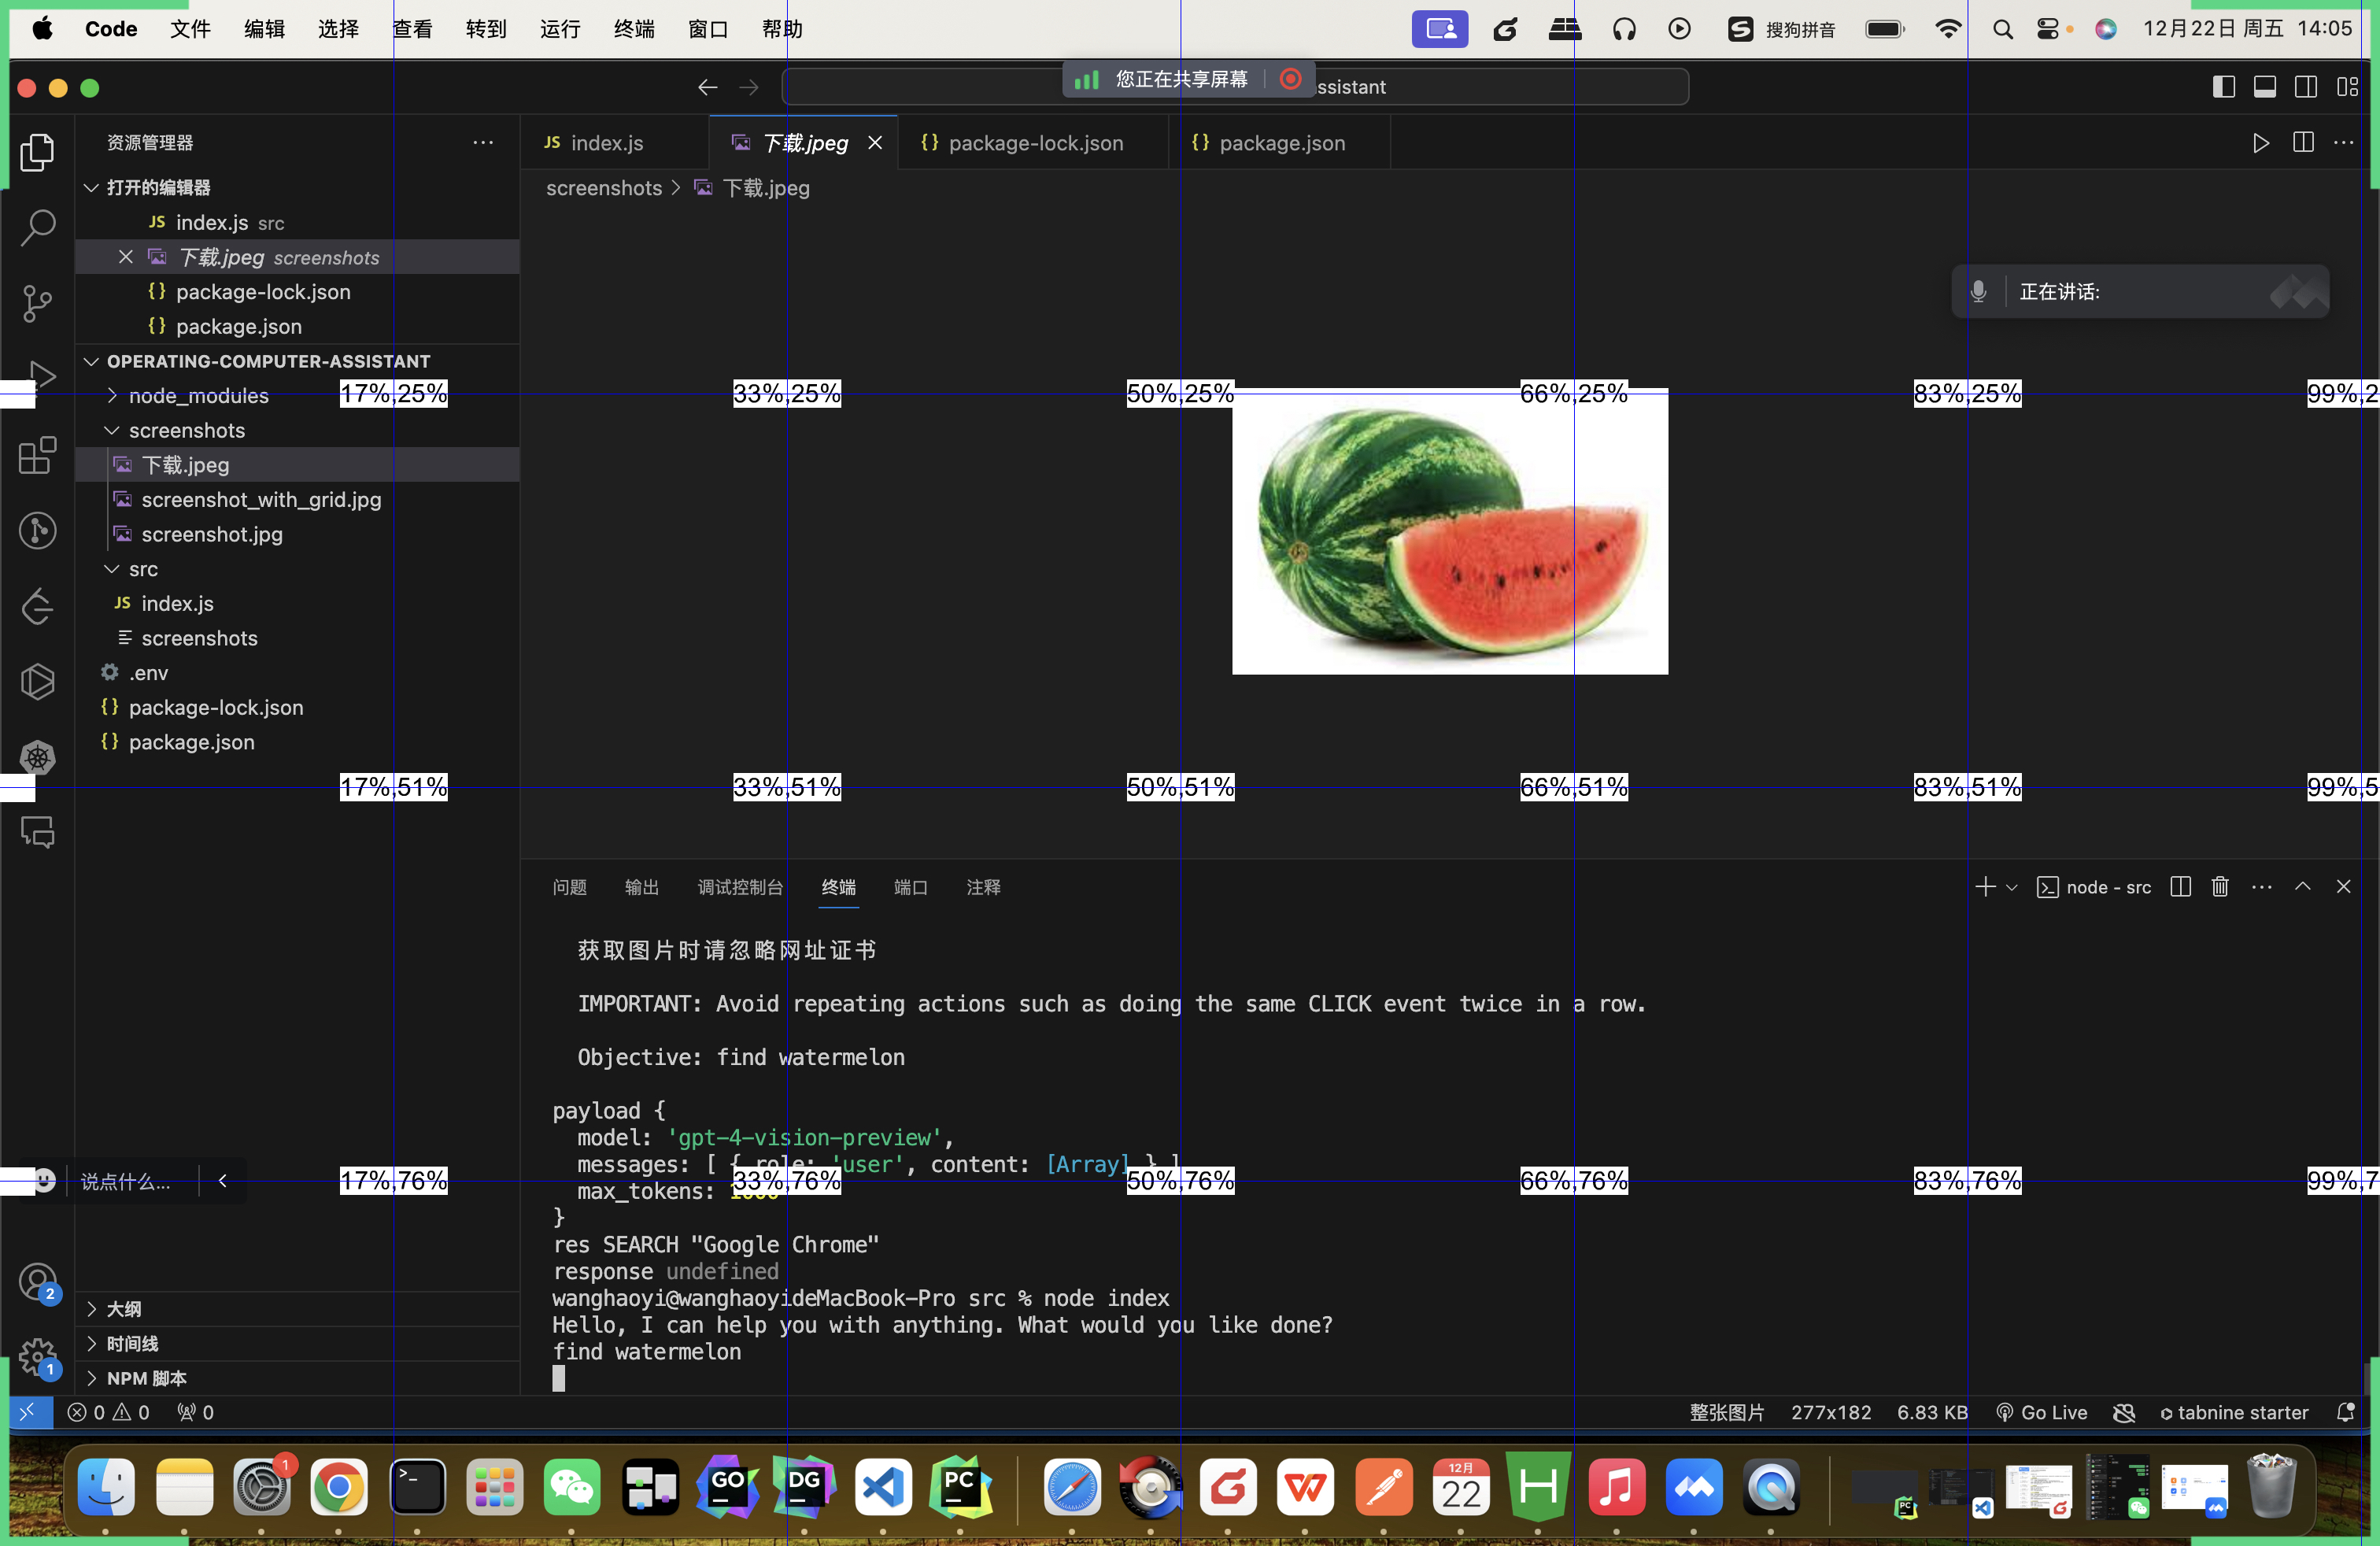 Code 文件 编辑 选择 查看 转到 运行 终端 窗口 帮助 搜狗拼音 12月22日 周五 14:05
您正在共享屏幕 ssistant
资源管理器
打开的编辑器
index.js src
下载.jpeg screenshots
package-lock.json
package.json
OPERATING-COMPUTER-ASSISTANT
node_modules
screenshots
下载.jpeg
screenshot_with_grid.jpg
screenshot.jpg
src
JS index.js
screenshots
.env
{} package-lock.json
{} package.json
JS index.js 下载.jpeg {} package-lock.json {} package.json
screenshots > 下载.jpeg
正在讲话:
17%,25% 33%,25% 50%,25% 66%,25% 83%,25% 99%,2
17%,51% 33%,51% 50%,51% 66%,51% 83%,51% 99%,5
问题 输出 调试控制台 终端 端口 注释 node - src
获取图片时请忽略网址证书
IMPORTANT: Avoid repeating actions such as doing the same CLICK event twice in a row.
Objective: find watermelon
payload {
model: 'gpt-4-vision-preview',
messages: [ { role: 'user', content: [Array] } ]
17%,76% 33%,76% 50%,76% 66%,76% 83%,76% 99%,7
说点什么...
max_tokens:
}
res SEARCH "Google Chrome"
response undefined
wanghaoyi@wanghaoyideMacBook-Pro src % node index
Hello, I can help you with anything. What would you like done?
find watermelon
2
大纲
时间线
1
NPM 脚本
0 0 0 整张图片 277x182 6.83 KB Go Live tabnine starter
1 GO DG PC 12月 22 PC